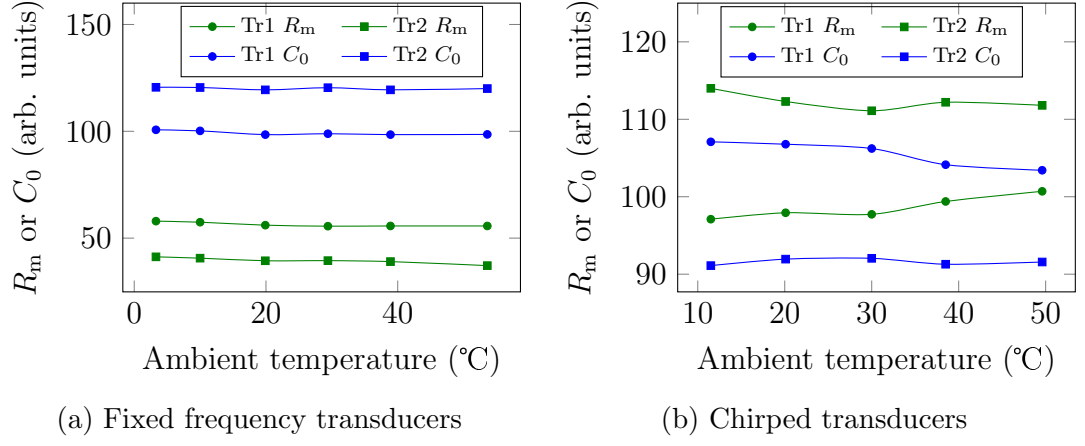 Tr1 Rm Tr2 Rm
Tr1 C0 Tr2 C0
150
100
50
0 20 40
Rm or C0 (arb. units)
Ambient temperature (℃)
(a) Fixed frequency transducers
Tr1 Rm Tr2 Rm
Tr1 C0 Tr2 C0
120
110
100
90
10 20 30 40 50
Rm or C0 (arb. units)
Ambient temperature (℃)
(b) Chirped transducers